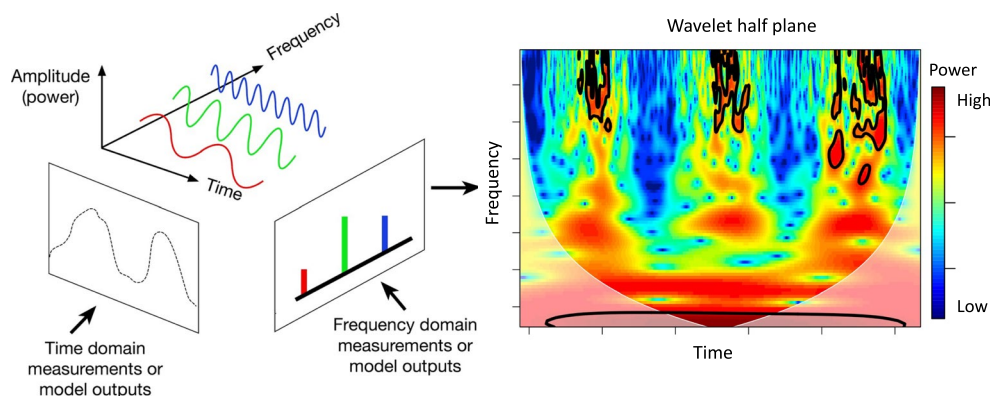 Amplitude
(power)
Frequency
Time
Time domain
measurements or
model outputs
Frequency domain
measurements or
model outputs
Wavelet half plane
Frequency
Time
Power
High
Low